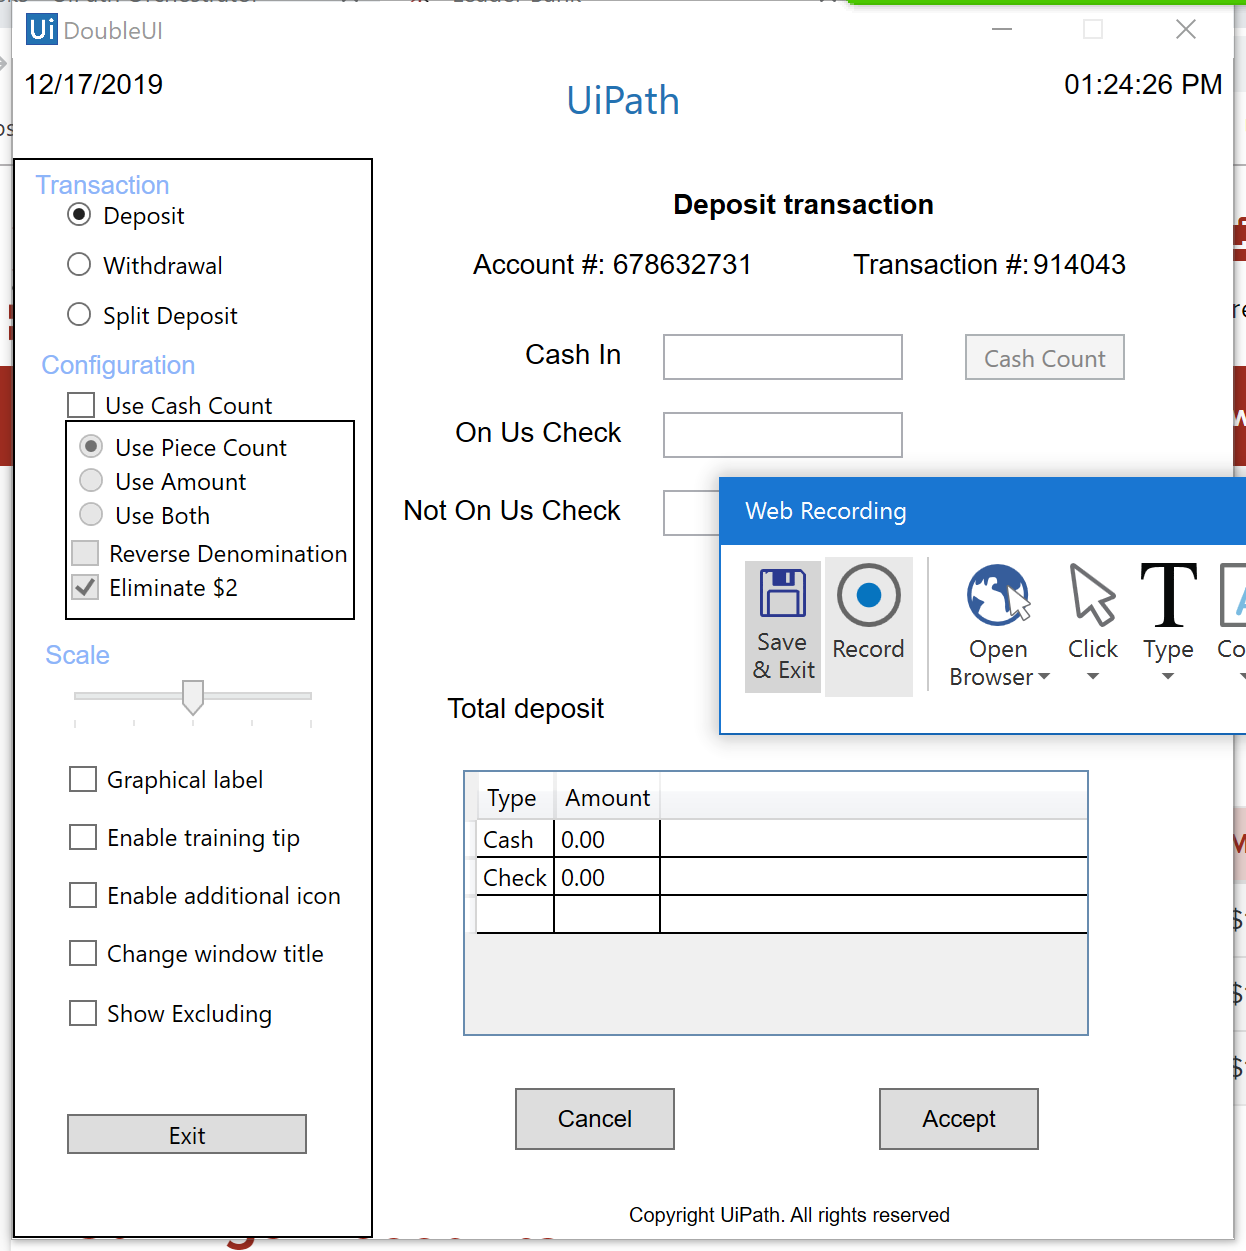 Ui DoubleUI
12/17/2019
UiPath
01:24:26 PM
Transaction
Deposit
Withdrawal
Split Deposit
Configuration
Use Cash Count
Use Piece Count
Use Amount
Use Both
Reverse Denomination
Eliminate $2
Scale
Graphical label
Enable training tip
Enable additional icon
Change window title
Show Excluding
Exit
Deposit transaction
Account #: 678632731
Transaction #: 914043
Cash In
Cash Count
On Us Check
Not On Us Check
Web Recording
Save
& Exit
Record
Open
Browser
Click
Type
Co
Total deposit
Type Amount
Cash 0.00
Check 0.00
Cancel
Accept
Copyright UiPath. All rights reserved